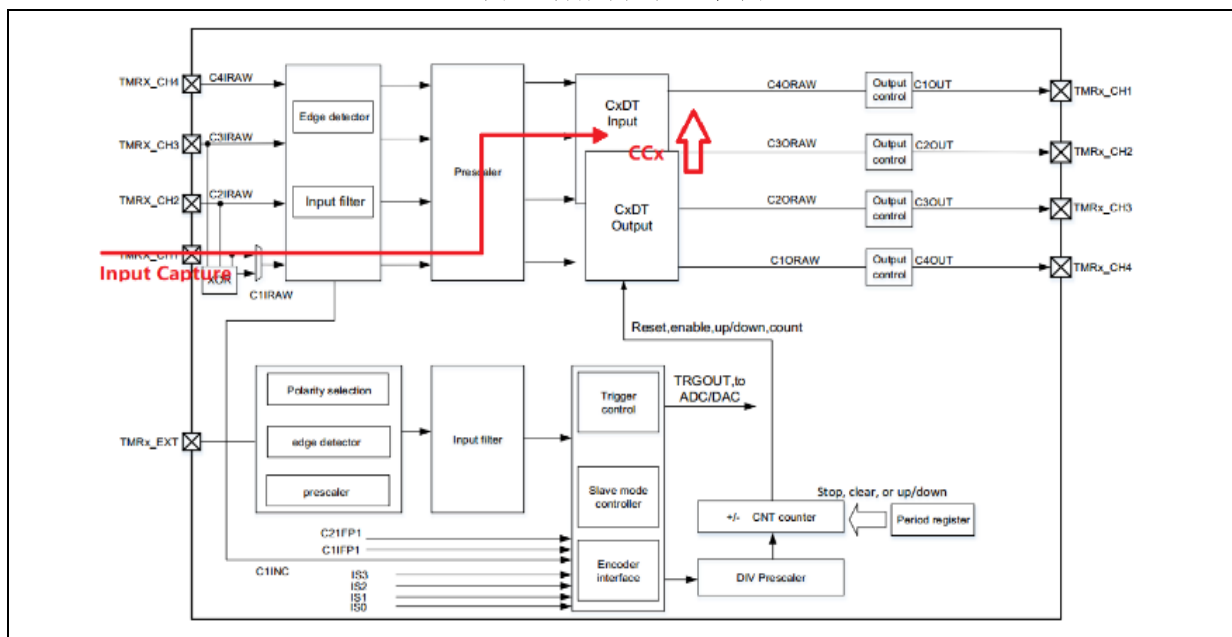 TMRX_CH4
C4IRAW
TMRX_CH3
C3IRAW
TMRX_CH2
C2IRAW
TMRX_CH1
Input Capture
XOR
C1IRAW
Edge detector
Input filter
Prescaler
CxDT
Input
CCx
CxDT
Output
C4ORAW
Output
control
C1OUT
TMRx_CH1
C3ORAW
Output
control
C2OUT
TMRx_CH2
C2ORAW
Output
control
C3OUT
TMRx_CH3
C1ORAW
Output
control
C4OUT
TMRx_CH4
Reset,enable,up/down,count
TMRx_EXT
Polarity selection
edge detector
prescaler
Input filter
Trigger
control
Slave mode
controller
Encoder
interface
TRGOUT,to
ADC/DAC
Stop, clear, or up/down
+/- CNT counter
Period register
DIV Prescaler
C21FP1
C1IFP1
C1INC
IS3
IS2
IS1
IS0